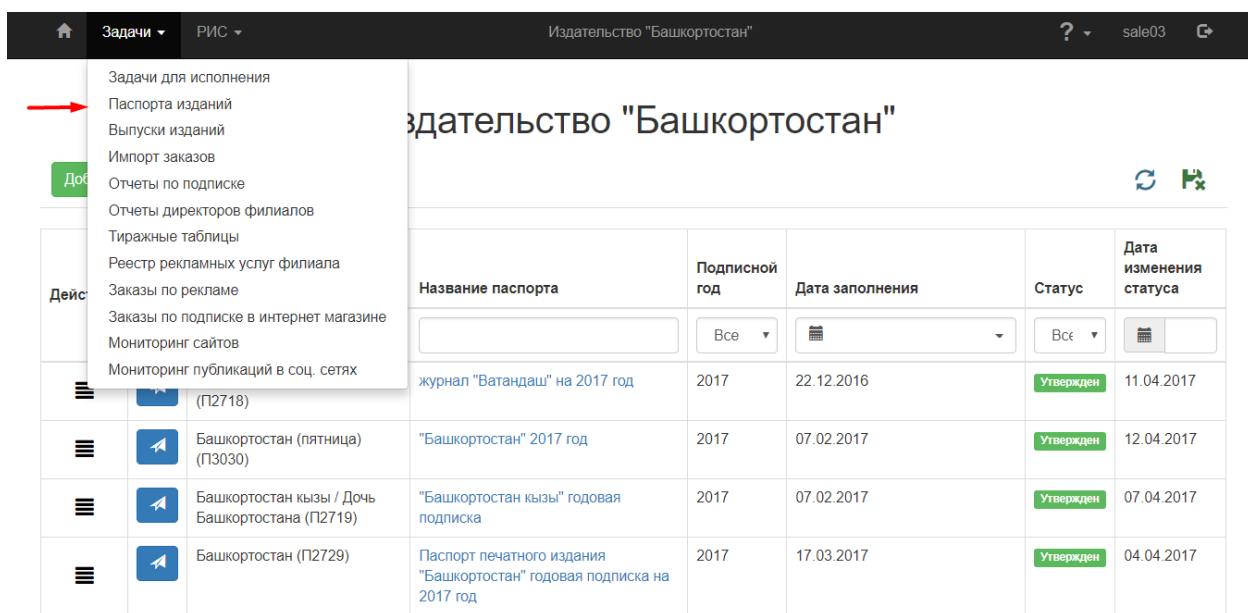 Задачи РИС Издательство "Башкортостан" ? sale03
Задачи для исполнения
Паспорта изданий
Выпуски изданий
Импорт заказов
Отчеты по подписке
Отчеты директоров филиалов
Тиражные таблицы
Реестр рекламных услуг филиала
Заказы по рекламе
Заказы по подписке в интернет магазине
Мониторинг сайтов
Мониторинг публикаций в соц. сетях
здательство "Башкортостан"
Доб
Дейс
Название паспорта
Подписной
год
Дата заполнения
Статус
Дата
изменения
статуса
Все
Все
(П2718)
журнал "Ватандаш" на 2017 год
2017
22.12.2016
Утвержден
11.04.2017
Башкортостан (пятница)
(П3030)
"Башкортостан" 2017 год
2017
07.02.2017
Утвержден
12.04.2017
Башкортостан кызы / Дочь
Башкортостана (П2719)
"Башкортостан кызы" годовая
подписка
2017
07.02.2017
Утвержден
07.04.2017
Башкортостан (П2729)
Паспорт печатного издания
"Башкортостан" годовая подписка на
2017 год
2017
17.03.2017
Утвержден
04.04.2017